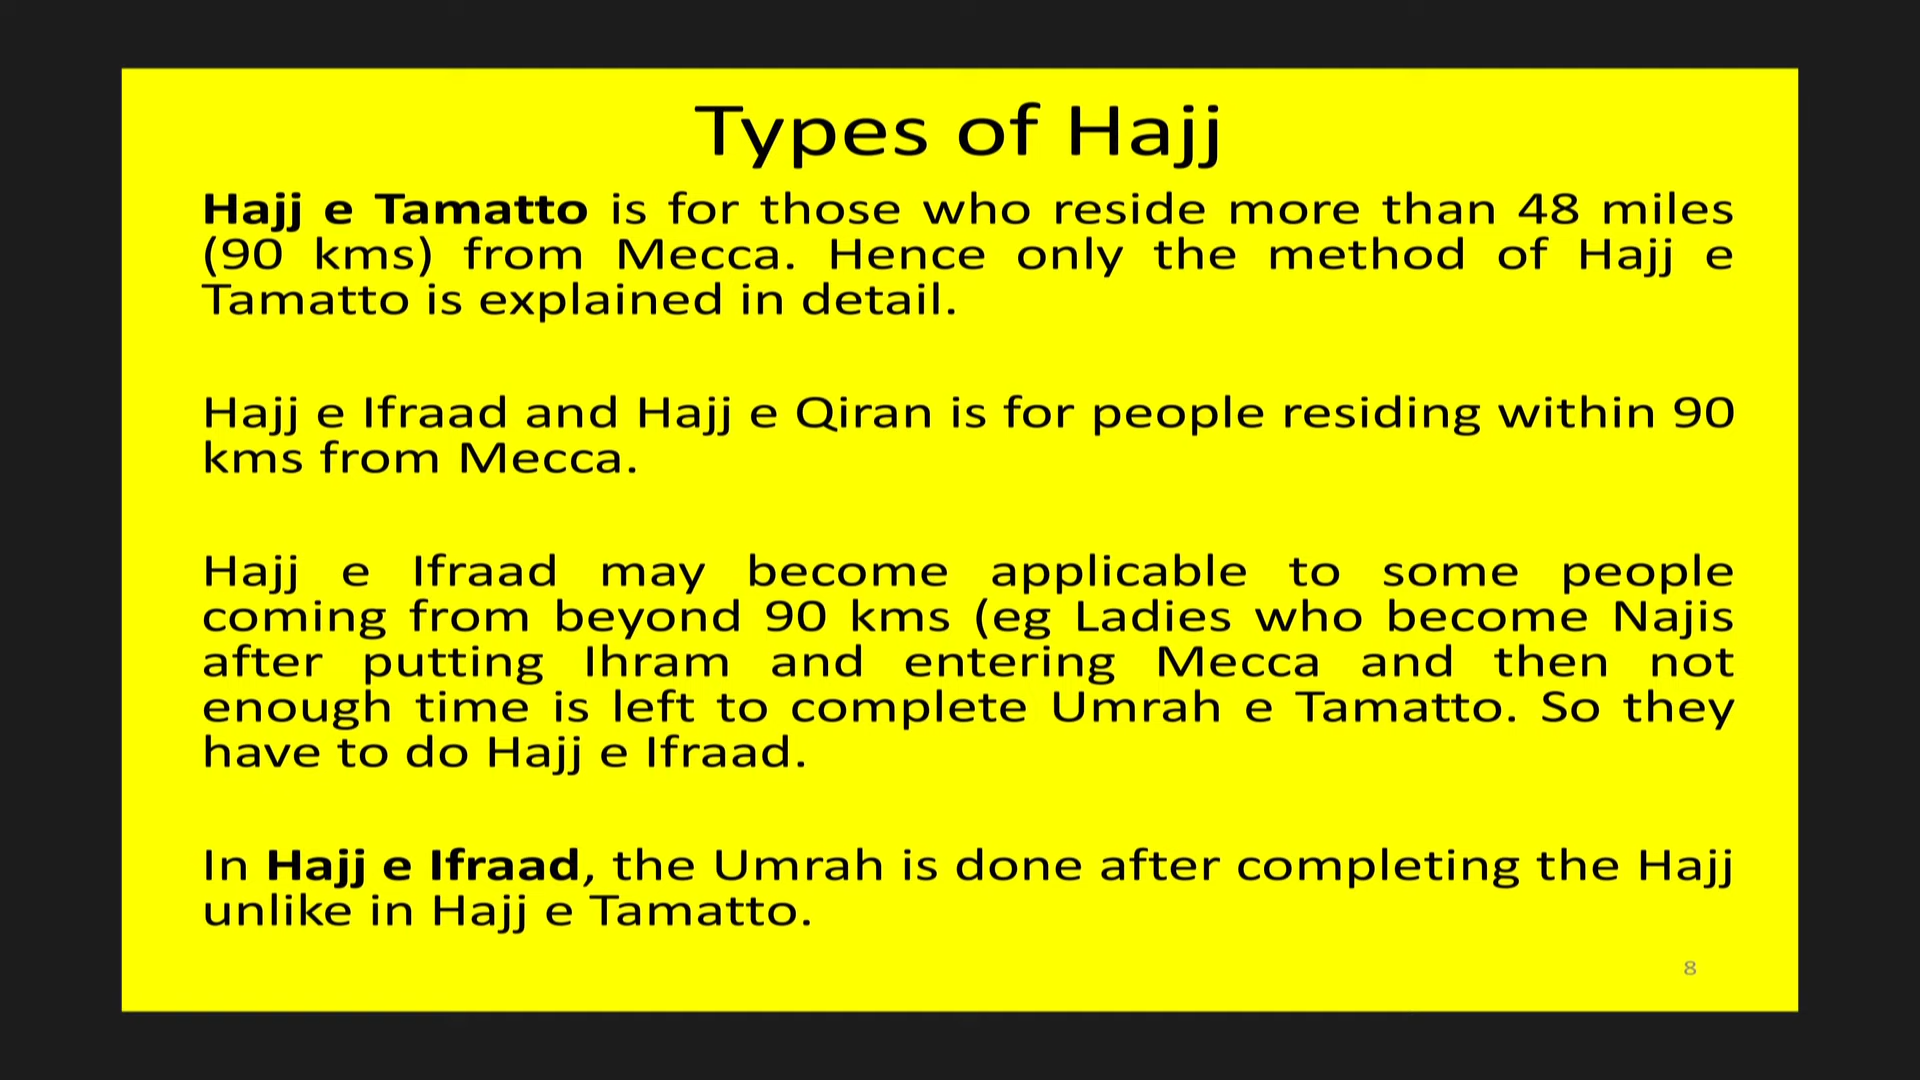 Types of Hajj
Hajj e Tamatto is for those who reside more than 48 miles
(90 kms) from Mecca. Hence only the method of Hajj e
Tamatto is explained in detail.
Hajj e Ifraad and Hajj e Qiran is for people residing within 90
kms from Mecca.
Hajj e Ifraad may become applicable to some people
coming from beyond 90 kms (eg Ladies who become Najis
after putting Ihram and entering Mecca and then not
enough time is left to complete Umrah e Tamatto. So they
have to do Hajj e Ifraad.
In Hajj e Ifraad, the Umrah is done after completing the Hajj
unlike in Hajj e Tamatto.
8